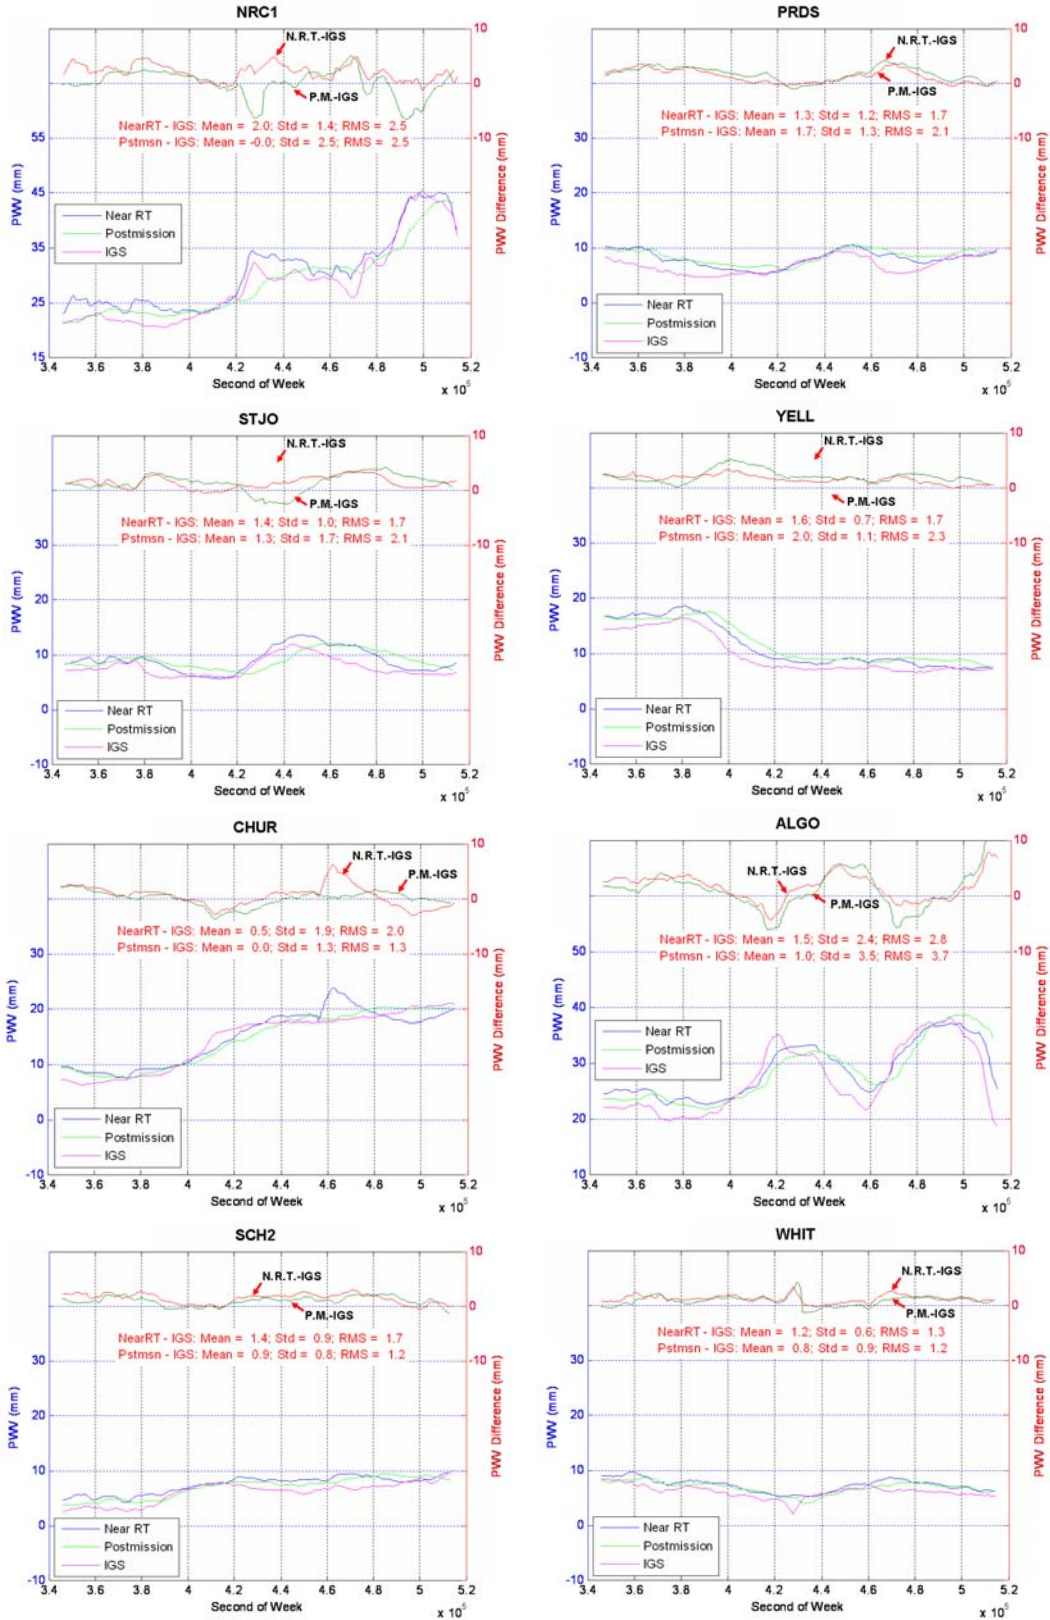 NRC1
10
N.R.T.-IGS
0
P.M.-IGS
NearRT - IGS: Mean = 2.0; Std = 1.4; RMS = 2.5
Pstmsn - IGS: Mean = -0.0; Std = 2.5; RMS = 2.5
-10
55
45
35
25
15
PWV (mm)
PWV Difference (mm)
Near RT
Postmission
IGS
3.4 3.6 3.8 4 4.2 4.4 4.6 4.8 5 5.2
Second of Week
x 10⁵
PRDS
10
N.R.T.-IGS
0
P.M.-IGS
NearRT - IGS: Mean = 1.3; Std = 1.2; RMS = 1.7
Pstmsn - IGS: Mean = 1.7; Std = 1.3; RMS = 2.1
-10
30
20
10
0
-10
PWV (mm)
PWV Difference (mm)
Near RT
Postmission
IGS
3.4 3.6 3.8 4 4.2 4.4 4.6 4.8 5 5.2
Second of Week
x 10⁵
STJO
10
N.R.T.-IGS
0
P.M.-IGS
NearRT - IGS: Mean = 1.4; Std = 1.0; RMS = 1.7
Pstmsn - IGS: Mean = 1.3; Std = 1.7; RMS = 2.1
-10
30
20
10
0
-10
PWV (mm)
PWV Difference (mm)
Near RT
Postmission
IGS
3.4 3.6 3.8 4 4.2 4.4 4.6 4.8 5 5.2
Second of Week
x 10⁵
YELL
10
N.R.T.-IGS
0
P.M.-IGS
NearRT - IGS: Mean = 1.6; Std = 0.7; RMS = 1.7
Pstmsn - IGS: Mean = 2.0; Std = 1.1; RMS = 2.3
-10
30
20
10
0
-10
PWV (mm)
PWV Difference (mm)
Near RT
Postmission
IGS
3.4 3.6 3.8 4 4.2 4.4 4.6 4.8 5 5.2
Second of Week
x 10⁵
CHUR
10
N.R.T.-IGS
P.M.-IGS
0
NearRT - IGS: Mean = 0.5; Std = 1.9; RMS = 2.0
Pstmsn - IGS: Mean = 0.0; Std = 1.3; RMS = 1.3
-10
30
20
10
0
-10
PWV (mm)
PWV Difference (mm)
Near RT
Postmission
IGS
3.4 3.6 3.8 4 4.2 4.4 4.6 4.8 5 5.2
Second of Week
x 10⁵
ALGO
10
N.R.T.-IGS
0
P.M.-IGS
NearRT - IGS: Mean = 1.5; Std = 2.4; RMS = 2.8
Pstmsn - IGS: Mean = 1.0; Std = 3.5; RMS = 3.7
-10
50
40
30
20
10
PWV (mm)
PWV Difference (mm)
Near RT
Postmission
IGS
3.4 3.6 3.8 4 4.2 4.4 4.6 4.8 5 5.2
Second of Week
x 10⁵
SCH2
10
N.R.T.-IGS
0
P.M.-IGS
NearRT - IGS: Mean = 1.4; Std = 0.9; RMS = 1.7
Pstmsn - IGS: Mean = 0.9; Std = 0.8; RMS = 1.2
-10
30
20
10
0
-10
PWV (mm)
PWV Difference (mm)
Near RT
Postmission
IGS
3.4 3.6 3.8 4 4.2 4.4 4.6 4.8 5 5.2
Second of Week
x 10⁵
WHIT
10
N.R.T.-IGS
0
P.M.-IGS
NearRT - IGS: Mean = 1.2; Std = 0.6; RMS = 1.3
Pstmsn - IGS: Mean = 0.8; Std = 0.9; RMS = 1.2
-10
30
20
10
0
-10
PWV (mm)
PWV Difference (mm)
Near RT
Postmission
IGS
3.4 3.6 3.8 4 4.2 4.4 4.6 4.8 5 5.2
Second of Week
x 10⁵